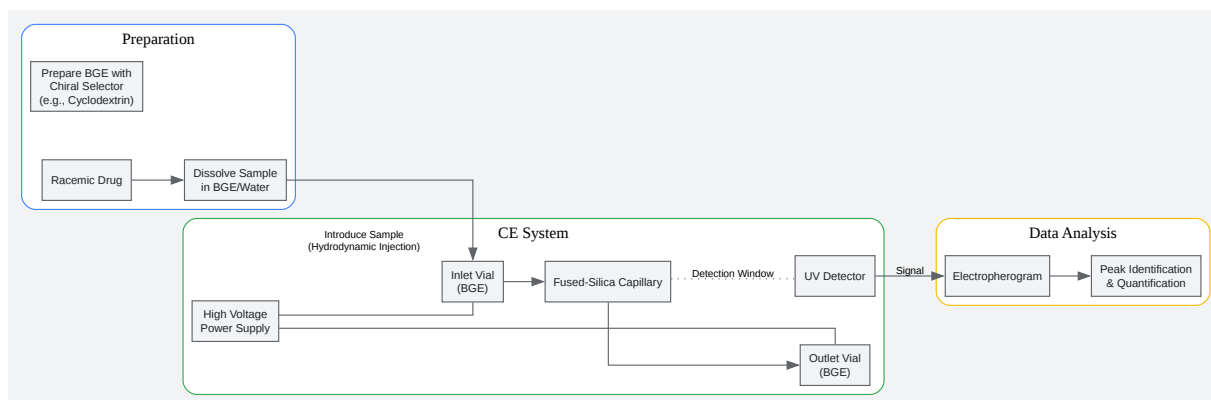 Preparation
Prepare BGE with
Chiral Selector
(e.g., Cyclodextrin)
Racemic Drug
Dissolve Sample
in BGE/Water
Introduce Sample
(Hydrodynamic Injection)
CE System
Inlet Vial
(BGE)
Fused-Silica Capillary
Detection Window
UV Detector
High Voltage
Power Supply
Outlet Vial
(BGE)
Signal
Data Analysis
Electropherogram
Peak Identification
& Quantification